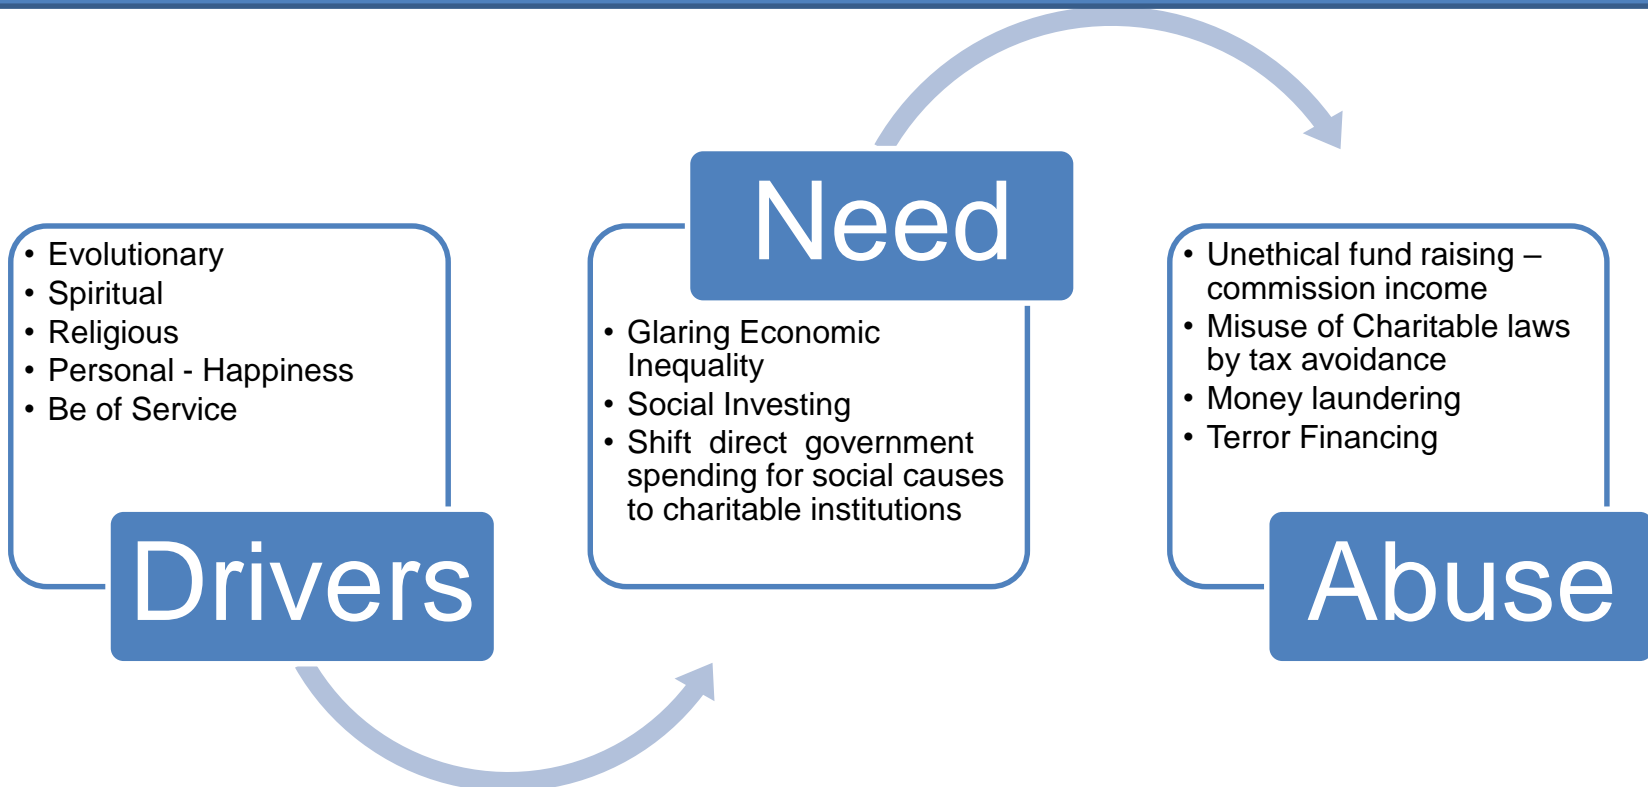 • Evolutionary
• Spiritual
• Religious
• Personal - Happiness
• Be of Service
Drivers
Need
• Glaring Economic
Inequality
• Social Investing
• Shift direct government
spending for social causes
to charitable institutions
• Unethical fund raising –
commission income
• Misuse of Charitable laws
by tax avoidance
• Money laundering
• Terror Financing
Abuse